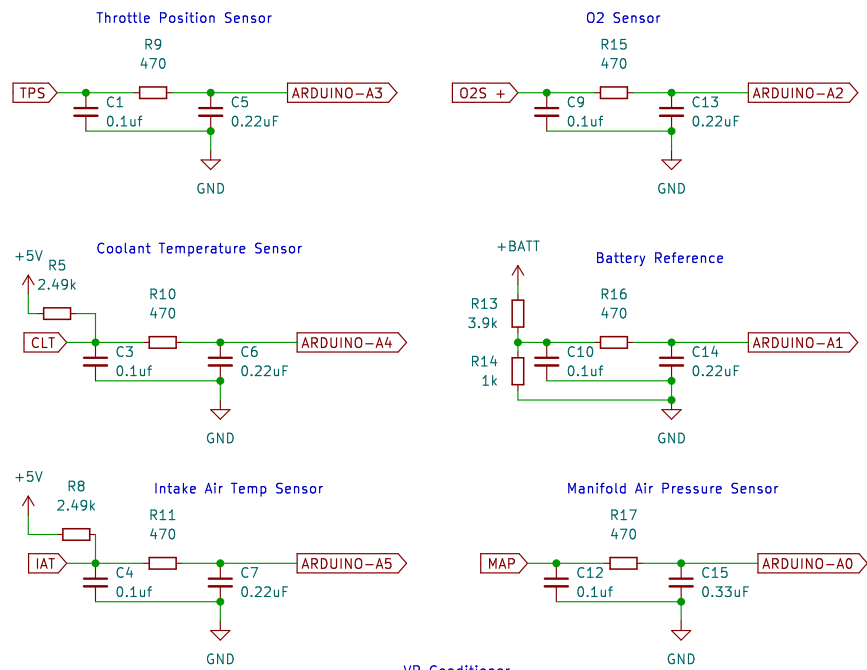 Throttle Position Sensor
R9
470
TPS
C1
0.1uf
C5
0.22uF
ARDUINO-A3
GND
O2 Sensor
R15
470
O2S +
C9
0.1uf
C13
0.22uF
ARDUINO-A2
GND
Coolant Temperature Sensor
+5V
R5
2.49k
R10
470
CLT
C3
0.1uf
C6
0.22uF
ARDUINO-A4
GND
+BATT
Battery Reference
R13
3.9k
R16
470
R14
1k
C10
0.1uf
C14
0.22uF
ARDUINO-A1
GND
+5V
R8
2.49k
Intake Air Temp Sensor
R11
470
IAT
C4
0.1uf
C7
0.22uF
ARDUINO-A5
GND
Manifold Air Pressure Sensor
R17
470
MAP
C12
0.1uf
C15
0.33uF
ARDUINO-A0
GND
VR Conditioner